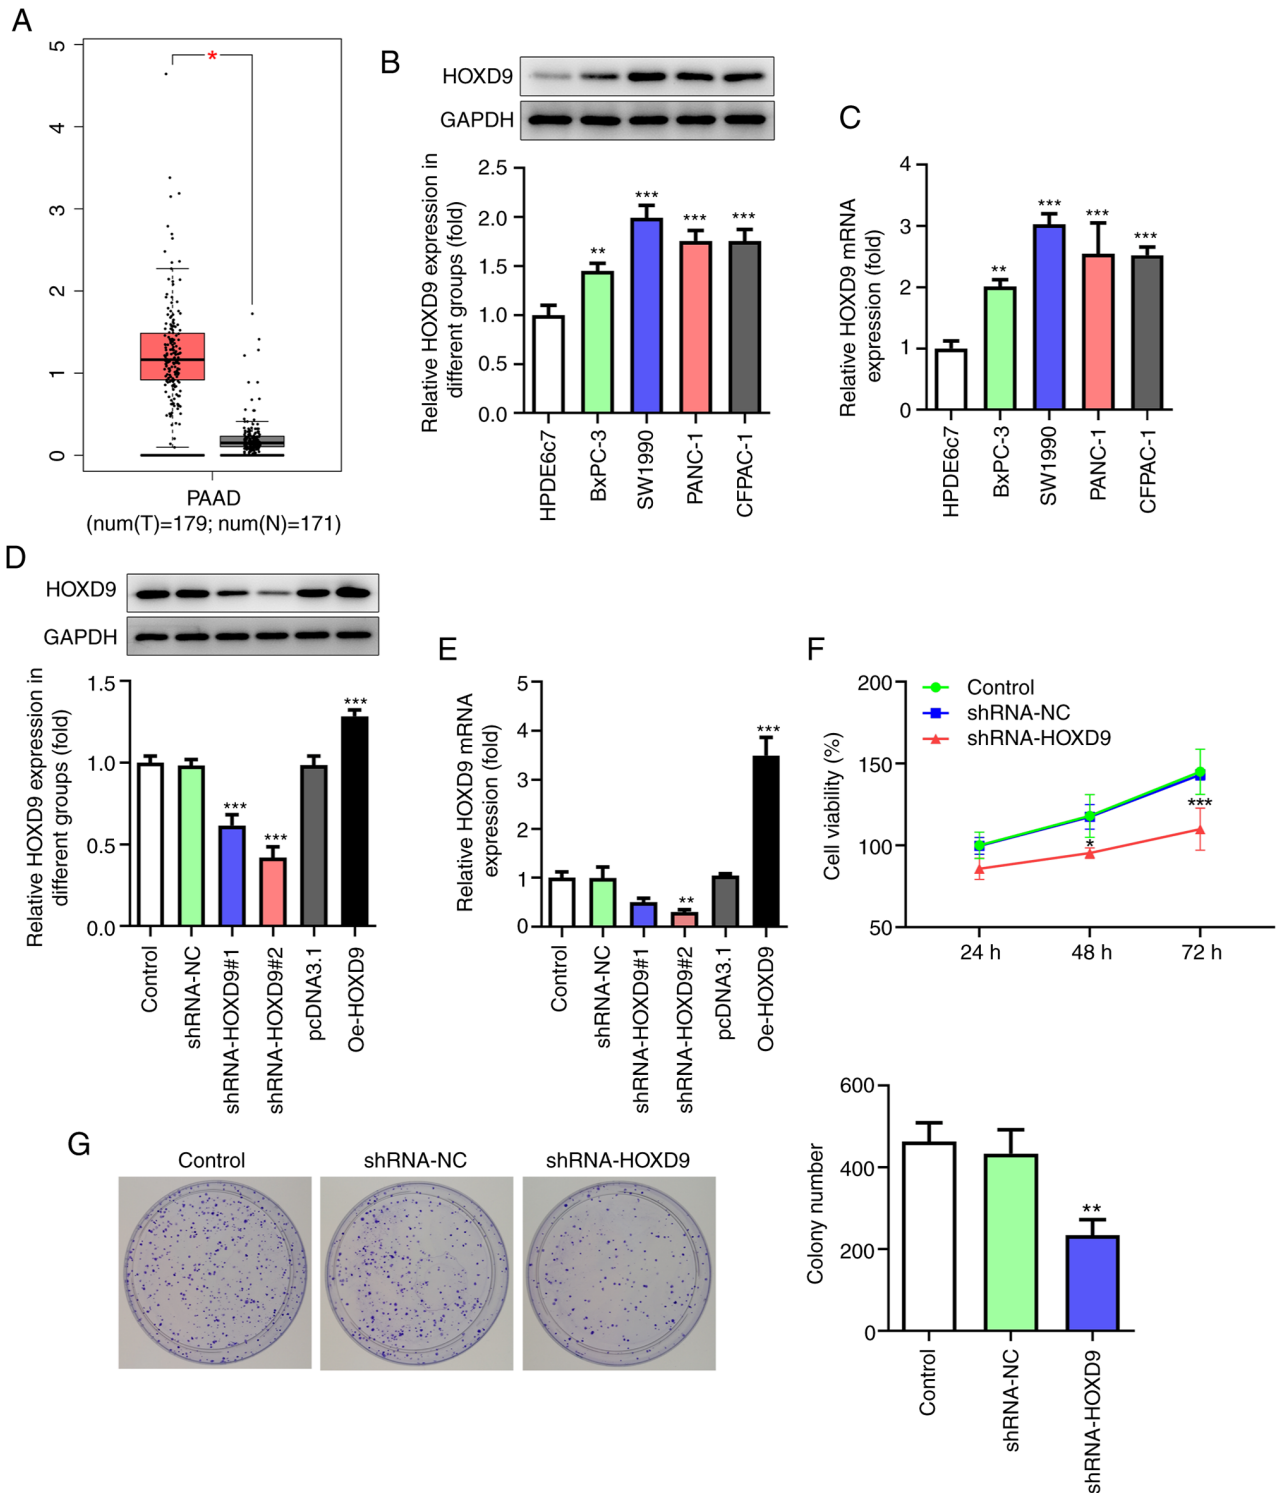 A
5
4
3
2
1
0
*
PAAD
(num(T)=179; num(N)=171)
B
HOXD9
GAPDH
Relative HOXD9 expression in
different groups (fold)
2.5
2.0
1.5
1.0
0.5
0.0
**
***
***
***
HPDE6c7
BxPC-3
SW1990
PANC-1
CFPAC-1
C
Relative HOXD9 mRNA
expression (fold)
4
3
2
1
0
**
***
***
***
HPDE6c7
BxPC-3
SW1990
PANC-1
CFPAC-1
D
HOXD9
GAPDH
Relative HOXD9 expression in
different groups (fold)
1.5
1.0
0.5
0.0
***
***
***
Control
shRNA-NC
shRNA-HOXD9#1
shRNA-HOXD9#2
pcDNA3.1
Oe-HOXD9
E
Relative HOXD9 mRNA
expression (fold)
5
4
3
2
1
0
**
***
Control
shRNA-NC
shRNA-HOXD9#1
shRNA-HOXD9#2
pcDNA3.1
Oe-HOXD9
F
Cell viability (%)
200
150
100
50
Control
shRNA-NC
shRNA-HOXD9
*
***
24 h
48 h
72 h
G
Control
shRNA-NC
shRNA-HOXD9
Colony number
600
400
200
0
**
Control
shRNA-NC
shRNA-HOXD9